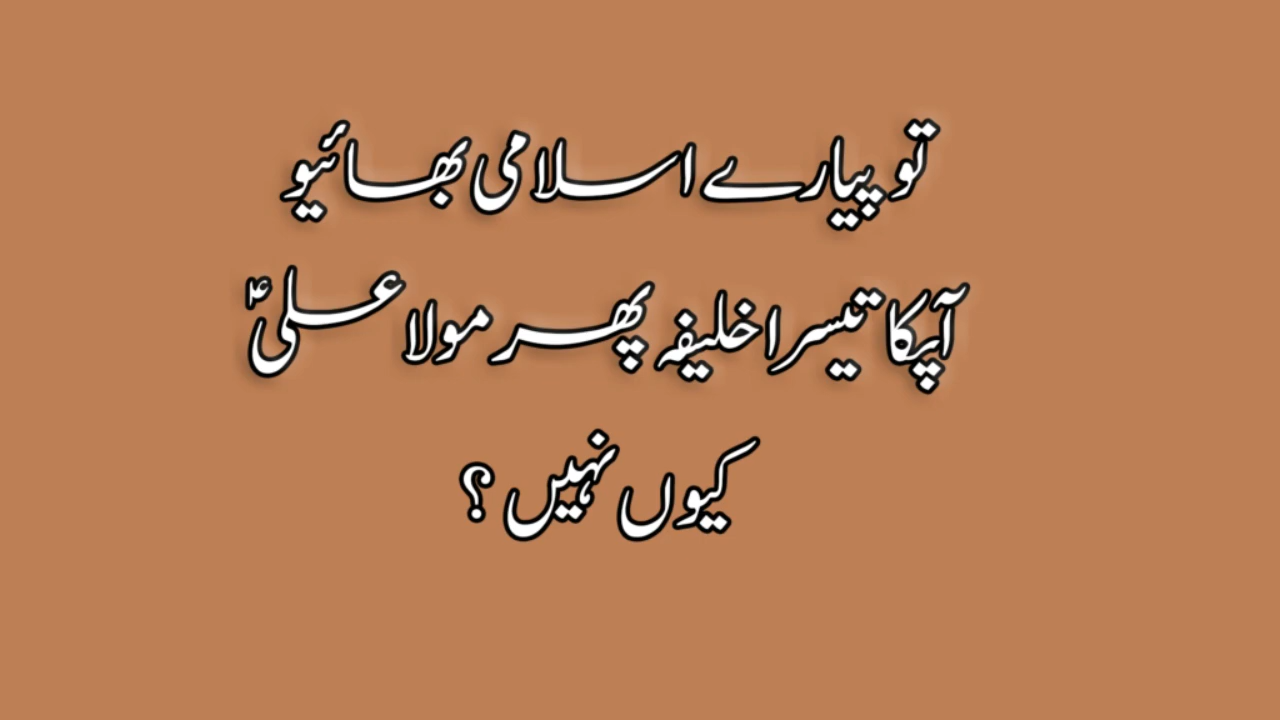 تو پیارے اسلامی بھائیو
آپکا تیسرا خلیفہ پھر مولا علیؑ
کیوں نہیں ؟